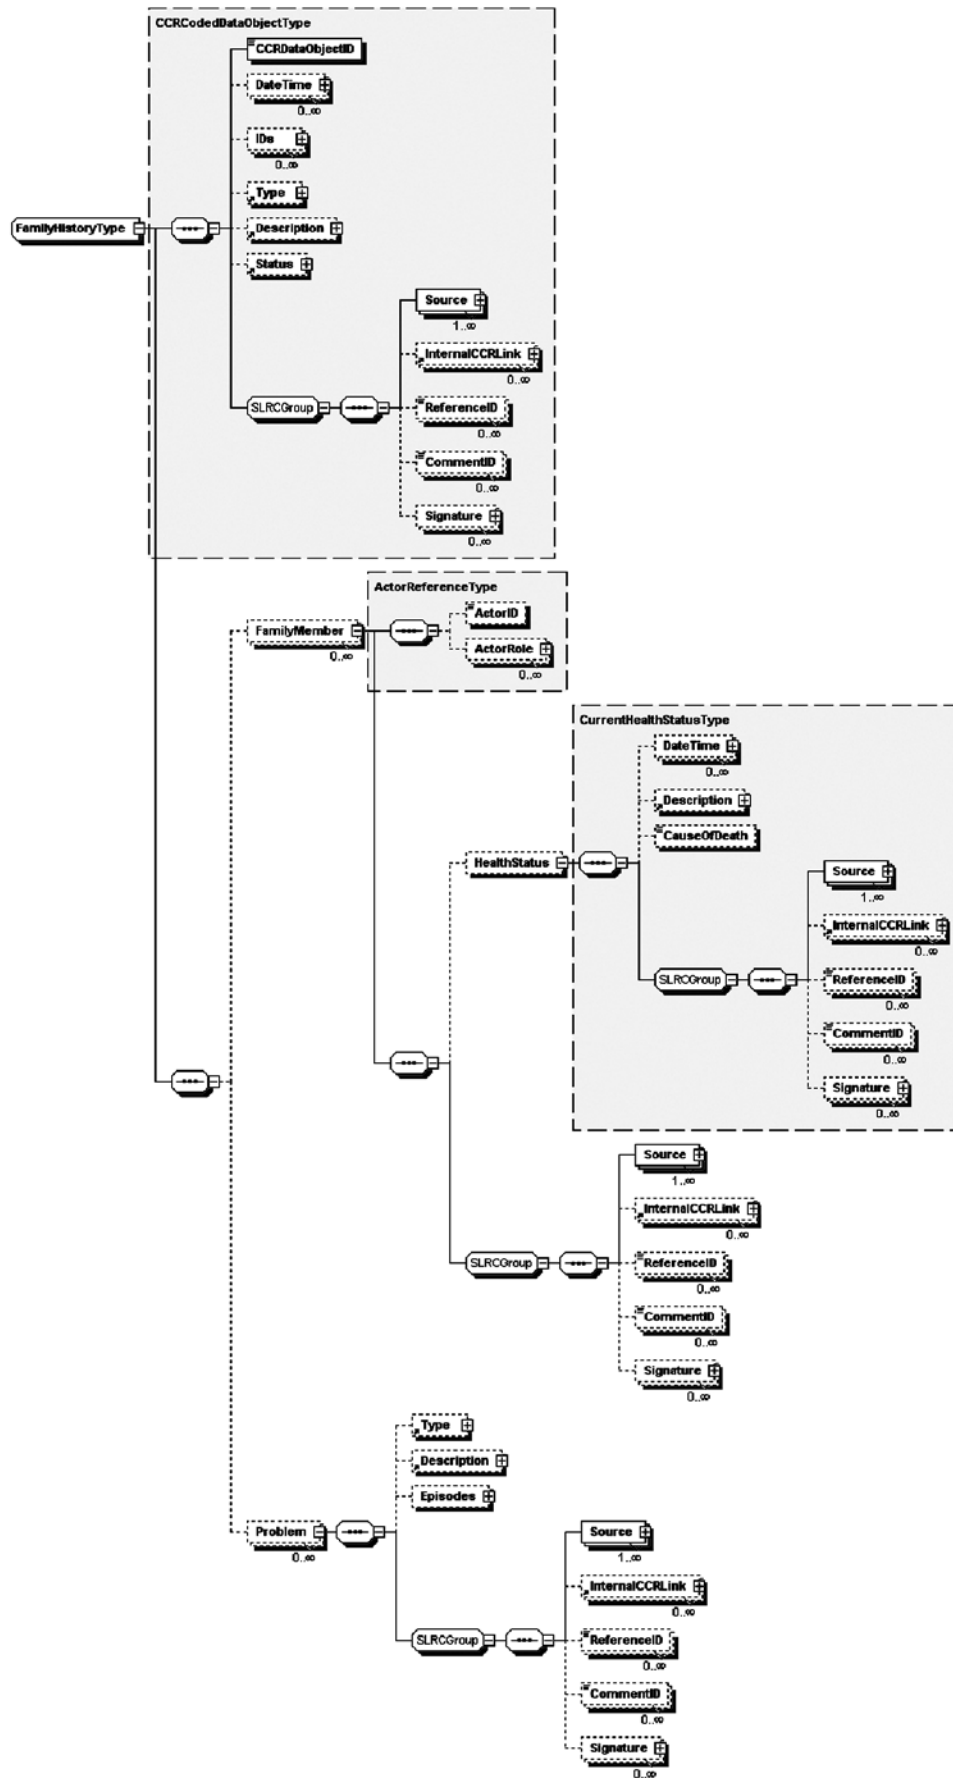 CCRCodedDataObjectType
CCRDataObjectID
DateTime
0..∞
IDs
0..∞
Type
FamilyHistoryType
Description
Status
Source
1..∞
InternalCCRLink
0..∞
SLRCGroup
ReferenceID
0..∞
CommentID
0..∞
Signature
0..∞
ActorReferenceType
ActorID
FamilyMember
0..∞
ActorRole
0..∞
CurrentHealthStatusType
DateTime
0..∞
Description
CauseOfDeath
HealthStatus
Source
1..∞
InternalCCRLink
0..∞
SLRCGroup
ReferenceID
0..∞
CommentID
0..∞
Signature
0..∞
Source
1..∞
InternalCCRLink
0..∞
SLRCGroup
ReferenceID
0..∞
CommentID
0..∞
Signature
0..∞
Type
Description
Episodes
Problem
0..∞
Source
1..∞
InternalCCRLink
0..∞
SLRCGroup
ReferenceID
0..∞
CommentID
0..∞
Signature
0..∞